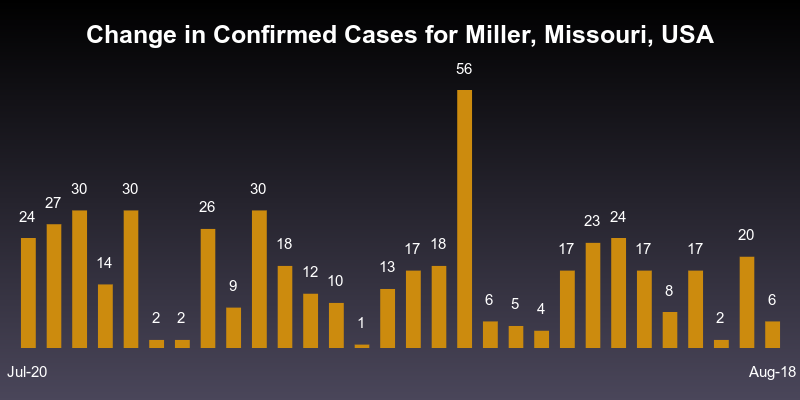 Change in Confirmed Cases for Miller, Missouri, USA
24 27 30 14 30 2 2 26 9 30 18 12 10 1 13 17 18 56 6 5 4 17 23 24 17 8 17 2 20 6
Jul-20 Aug-18